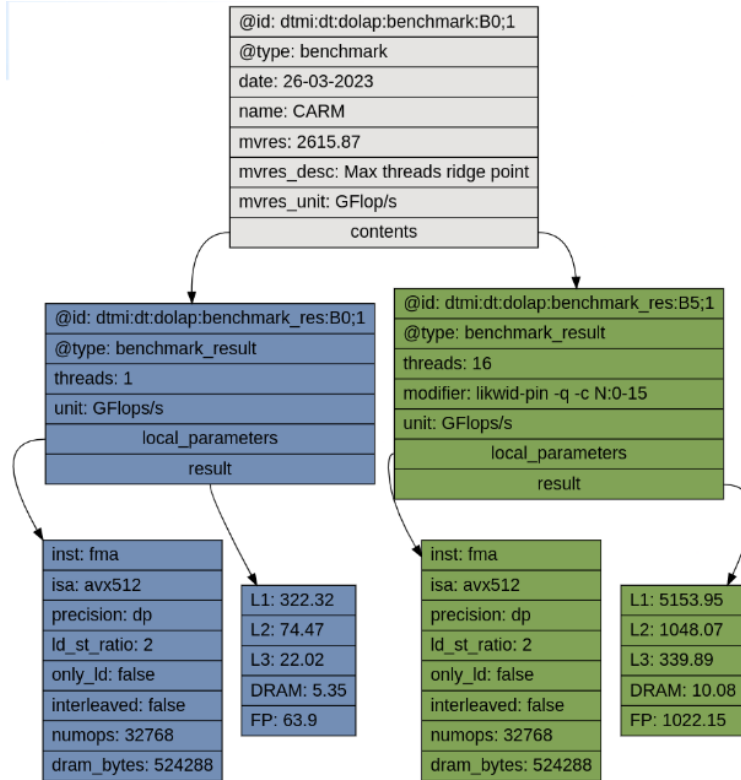 @id: dtmi:dt:dolap:benchmark:B0;1
@type: benchmark
date: 26-03-2023
name: CARM
mvres: 2615.87
mvres_desc: Max threads ridge point
mvres_unit: GFlop/s
contents
@id: dtmi:dt:dolap:benchmark_res:B0;1
@type: benchmark_result
threads: 1
unit: GFlops/s
local_parameters
result
@id: dtmi:dt:dolap:benchmark_res:B5;1
@type: benchmark_result
threads: 16
modifier: likwid-pin -q -c N:0-15
unit: GFlops/s
local_parameters
result
inst: fma
isa: avx512
precision: dp
ld_st_ratio: 2
only_ld: false
interleaved: false
numops: 32768
dram_bytes: 524288
L1: 322.32
L2: 74.47
L3: 22.02
DRAM: 5.35
FP: 63.9
inst: fma
isa: avx512
precision: dp
ld_st_ratio: 2
only_ld: false
interleaved: false
numops: 32768
dram_bytes: 524288
L1: 5153.95
L2: 1048.07
L3: 339.89
DRAM: 10.08
FP: 1022.15